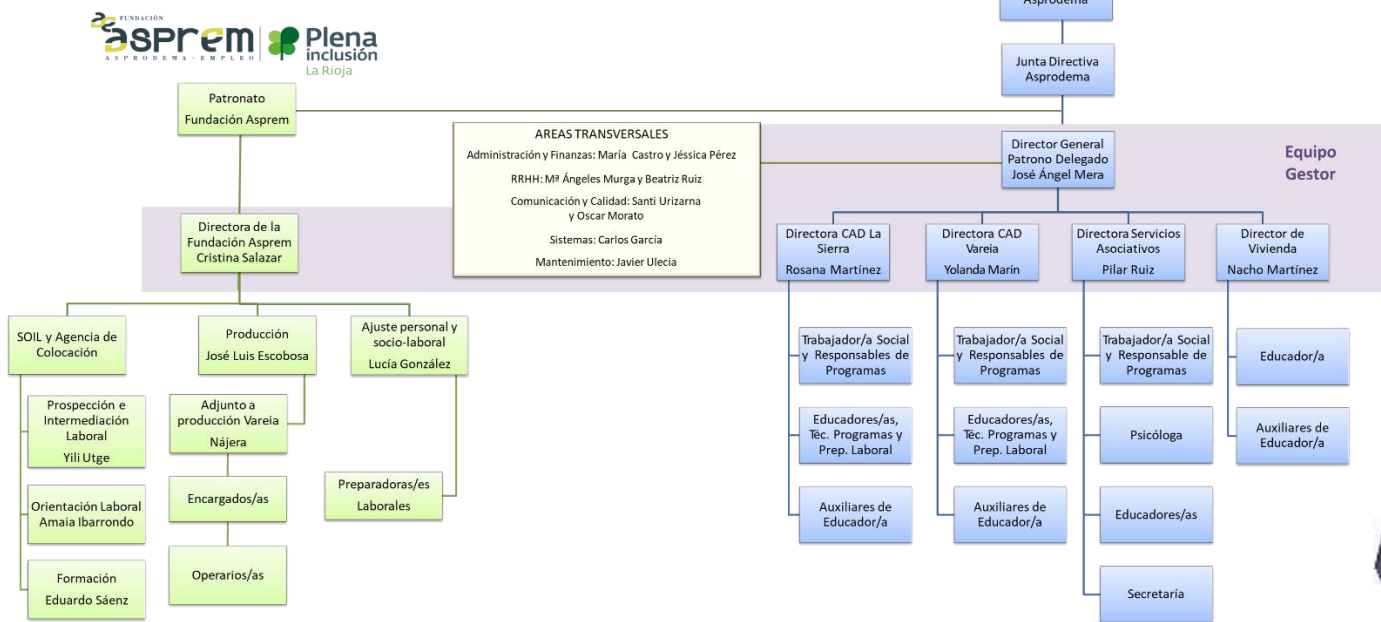 FUNDACIÓN
asprem
ASPRODEMA - EMPLEO
Plena
inclusión
La Rioja
Asprodema
Junta Directiva
Asprodema
Patronato
Fundación Asprem
AREAS TRANSVERSALES
Administración y Finanzas: María Castro y Jéssica Pérez
RRHH: Mª Ángeles Murga y Beatriz Ruiz
Comunicación y Calidad: Santi Urizarna
y Oscar Morato
Sistemas: Carlos García
Mantenimiento: Javier Ulecia
Director General
Patrono Delegado
José Ángel Mera
Equipo
Gestor
Directora de la
Fundación Asprem
Cristina Salazar
Directora CAD La
Sierra
Rosana Martínez
Directora CAD
Vareia
Yolanda Marín
Directora Servicios
Asociativos
Pilar Ruiz
Director de
Vivienda
Nacho Martínez
SOIL y Agencia de
Colocación
Producción
José Luis Escobosa
Ajuste personal y
socio-laboral
Lucía González
Prospección e
Intermediación
Laboral
Yili Utge
Orientación Laboral
Amaia Ibarrondo
Formación
Eduardo Sáenz
Adjunto a
producción Vareia
Nájera
Encargados/as
Operarios/as
Preparadoras/es
Laborales
Trabajador/a Social
y Responsables de
Programas
Educadores/as,
Téc. Programas y
Prep. Laboral
Auxiliares de
Educador/a
Trabajador/a Social
y Responsables de
Programas
Educadores/as,
Téc. Programas y
Prep. Laboral
Auxiliares de
Educador/a
Trabajador/a Social
y Responsable de
Programas
Psicóloga
Educadores/as
Secretaría
Educador/a
Auxiliares de
Educador/a